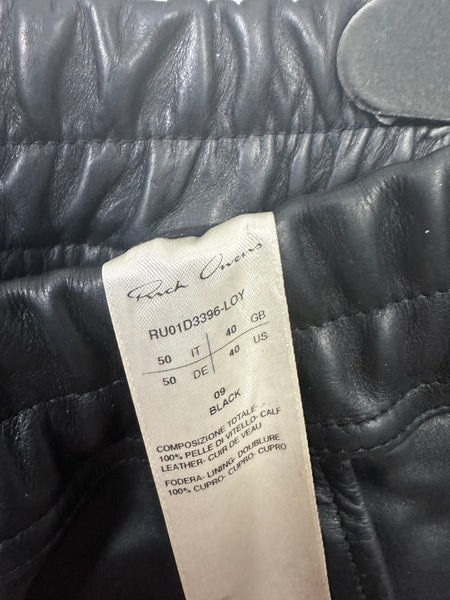 Rick Owens
RU01D3396-LOY
50 IT 40 GB
50 DE 40 US
09
BLACK
COMPOSIZIONE TOTALE-..
100% PELLE DI VITELLO- CALF
LEATHER- CUIR DE VEAU
FODERA- LINING- DOUBLURE
100% CUPRO- CUPRO- CUPRO